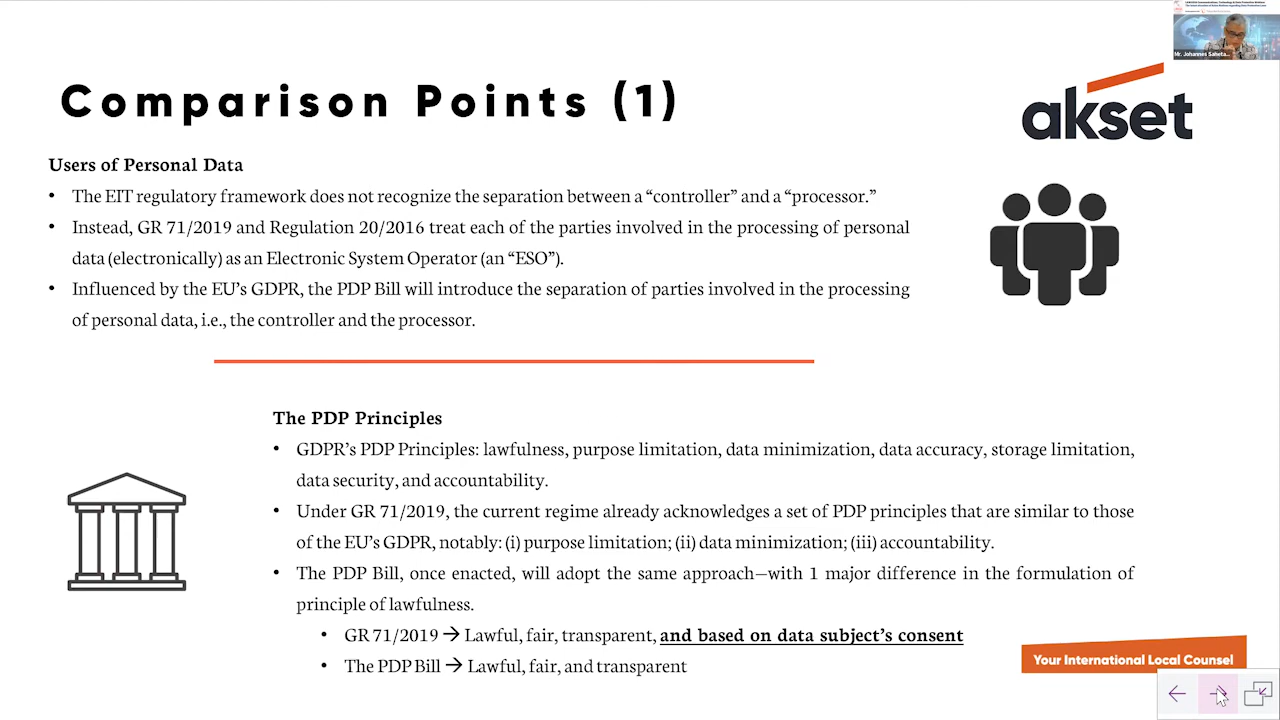 Comparison Points (1)
akset
Mr. Johannes Saheta...
Users of Personal Data
• The EIT regulatory framework does not recognize the separation between a “controller” and a “processor.”
• Instead, GR 71/2019 and Regulation 20/2016 treat each of the parties involved in the processing of personal
data (electronically) as an Electronic System Operator (an “ESO”).
• Influenced by the EU’s GDPR, the PDP Bill will introduce the separation of parties involved in the processing
of personal data, i.e., the controller and the processor.
The PDP Principles
• GDPR’s PDP Principles: lawfulness, purpose limitation, data minimization, data accuracy, storage limitation,
data security, and accountability.
• Under GR 71/2019, the current regime already acknowledges a set of PDP principles that are similar to those
of the EU’s GDPR, notably: (i) purpose limitation; (ii) data minimization; (iii) accountability.
• The PDP Bill, once enacted, will adopt the same approach—with 1 major difference in the formulation of
principle of lawfulness.
• GR 71/2019 → Lawful, fair, transparent, and based on data subject’s consent
• The PDP Bill → Lawful, fair, and transparent
Your International Local Counsel